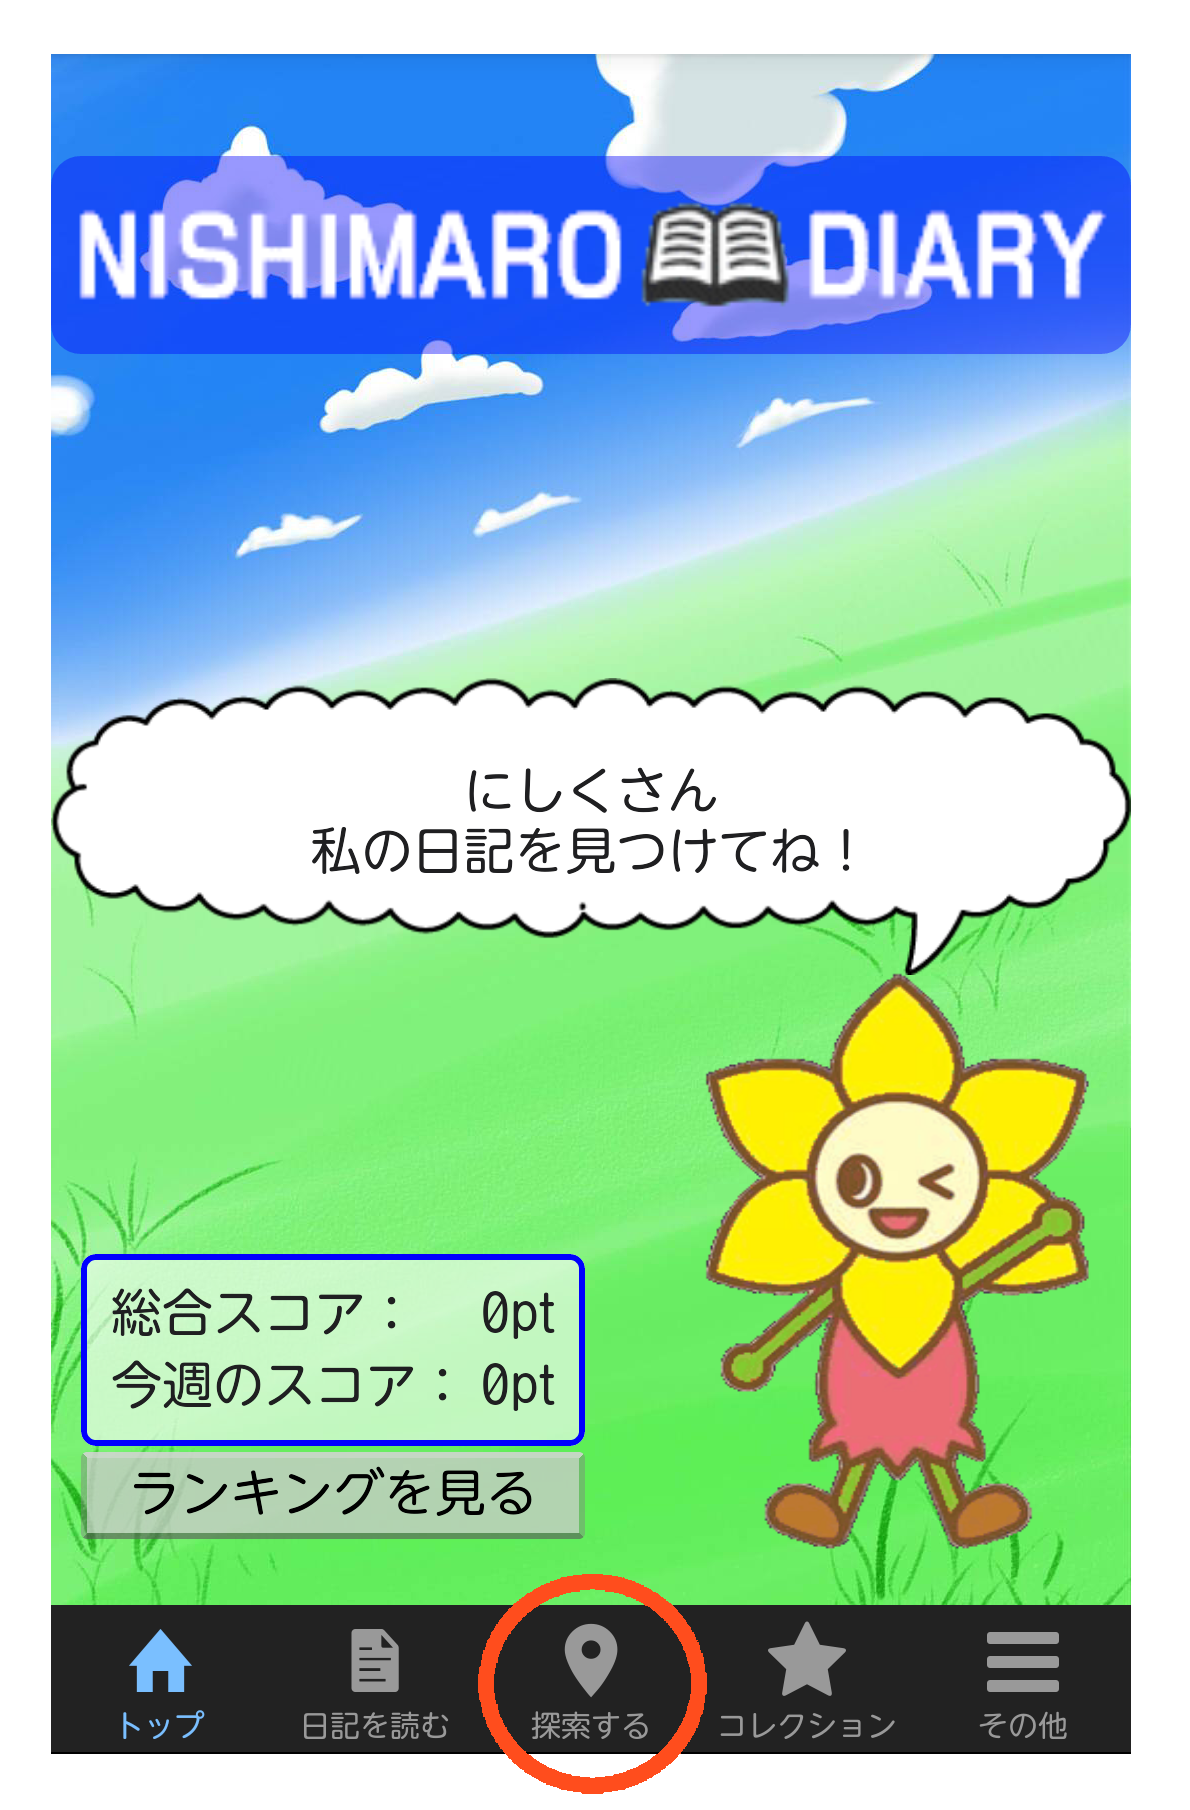 NISHIMARO DIARY
にしくさん
私の日記を見つけてね！
総合スコア： 0pt
今週のスコア： 0pt
ランキングを見る
トップ
日記を読む
探索する
コレクション
その他